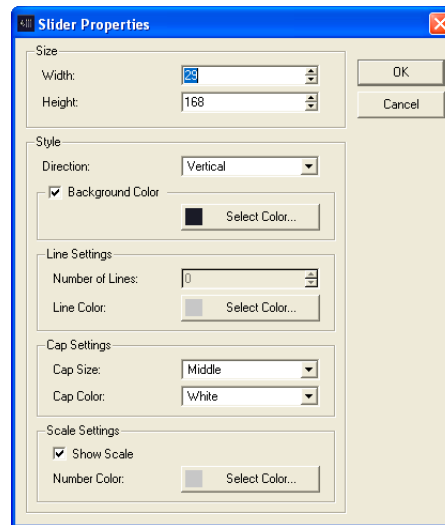 Slider Properties
Size
Width: 29
OK
Height: 168
Cancel
Style
Direction: Vertical
Background Color
Select Color...
Line Settings
Number of Lines: 0
Line Color: Select Color...
Cap Settings
Cap Size: Middle
Cap Color: White
Scale Settings
Show Scale
Number Color: Select Color...